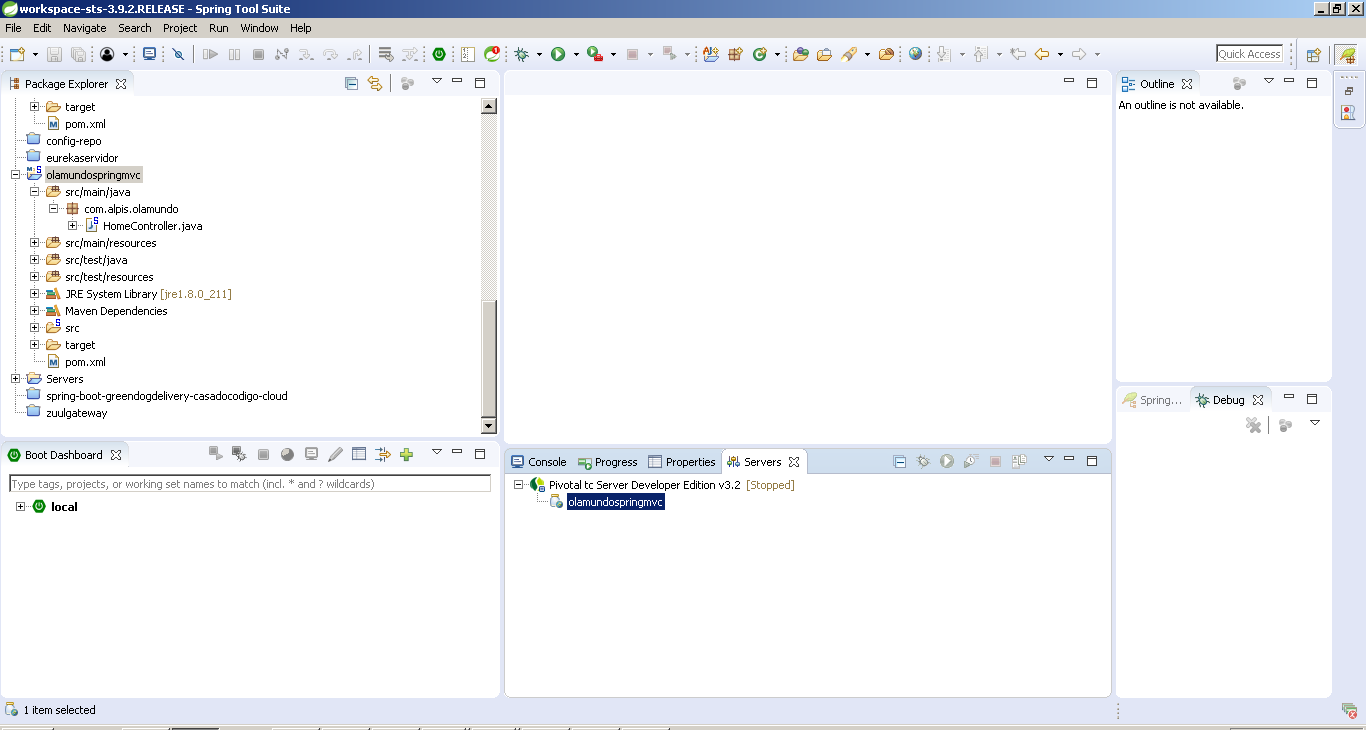 workspace-sts-3.9.2.RELEASE - Spring Tool Suite
File Edit Navigate Search Project Run Window Help
Quick Access
Package Explorer
target
pom.xml
config-repo
eurekaservidor
olamundospringmvc
src/main/java
com.alpis.olamundo
HomeController.java
src/main/resources
src/test/java
src/test/resources
JRE System Library [jre1.8.0_211]
Maven Dependencies
src
target
pom.xml
Servers
spring-boot-greendogdelivery-casadocodigo-cloud
zuulgateway
Outline
An outline is not available.
Spring... Debug
Boot Dashboard
Type tags, projects, or working set names to match (incl. * and ? wildcards)
local
Console Progress Properties Servers
Pivotal tc Server Developer Edition v3.2 [Stopped]
olamundospringmvc
1 item selected